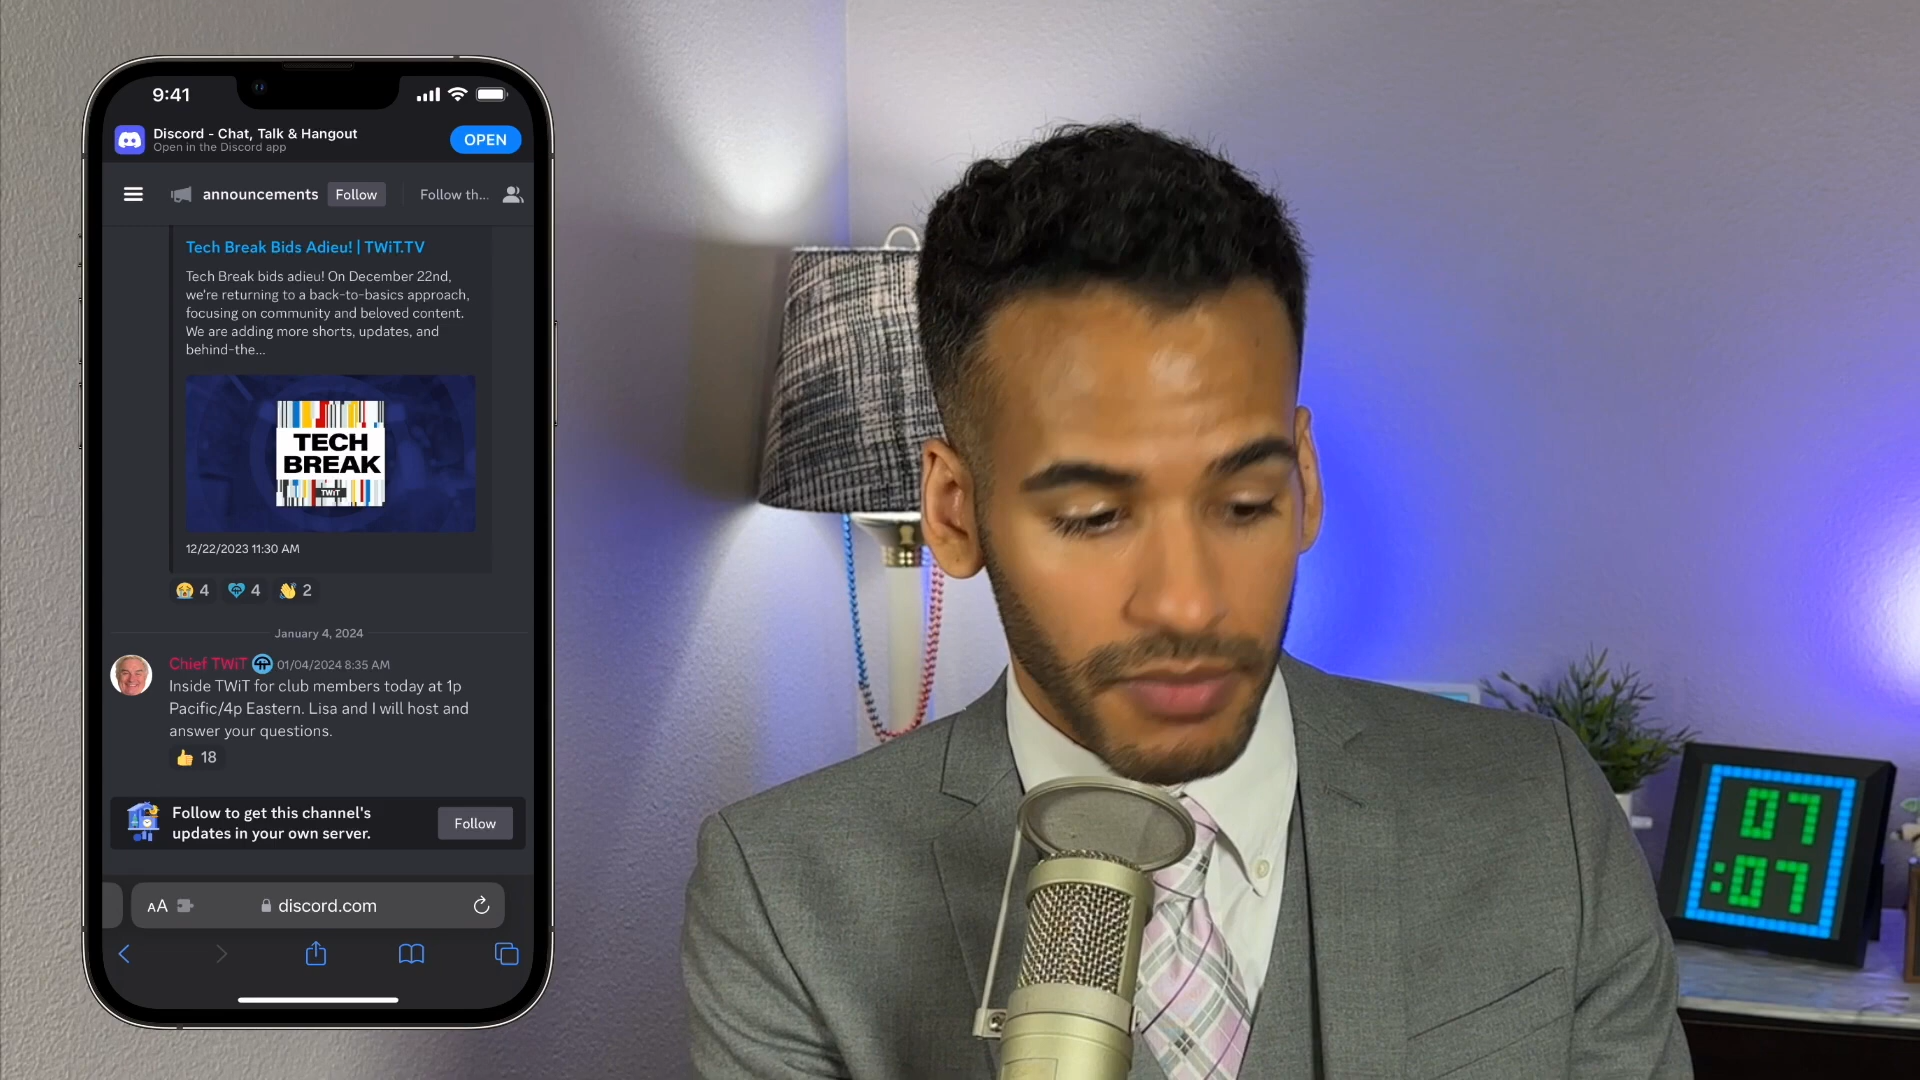 9:41
Discord - Chat, Talk & Hangout
Open in the Discord app
OPEN
announcements
Follow
Follow th...
Tech Break Bids Adieu! | TWiT.TV
Tech Break bids adieu! On December 22nd,
we're returning to a back-to-basics approach,
focusing on community and beloved content.
We are adding more shorts, updates, and
behind-the...
TECH
BREAK
TWiT
12/22/2023 11:30 AM
4
4
2
January 4, 2024
Chief TWiT 01/04/2024 8:35 AM
Inside TWiT for club members today at 1p
Pacific/4p Eastern. Lisa and I will host and
answer your questions.
18
Follow to get this channel's
updates in your own server.
Follow
AA
discord.com
07
:07